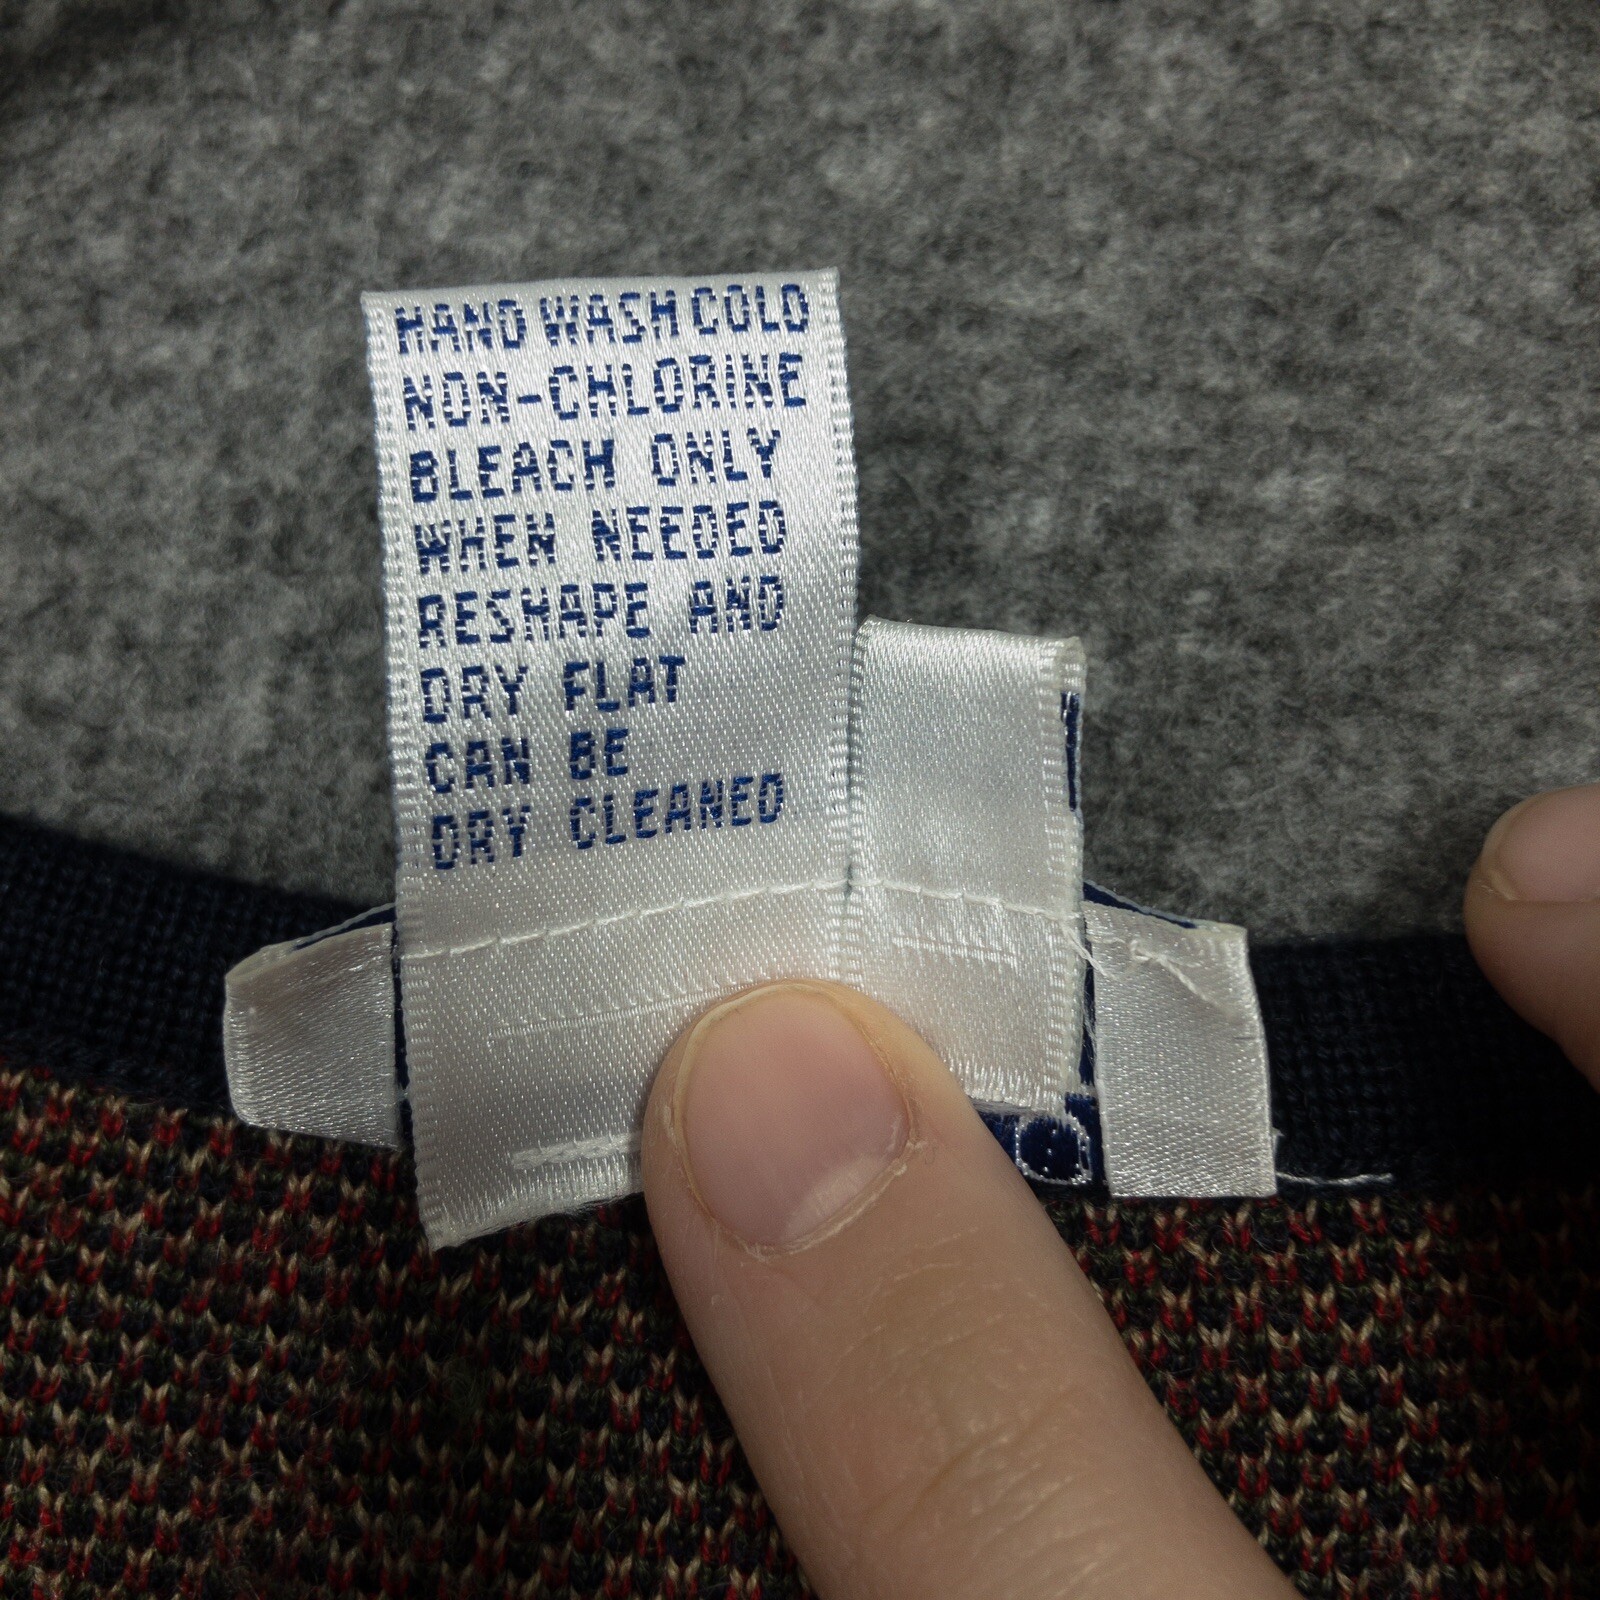 HAND WASH COLD
NON-CHLORINE
BLEACH ONLY
WHEN NEEDED
RESHAPE AND
DRY FLAT
CAN BE
DRY CLEANED